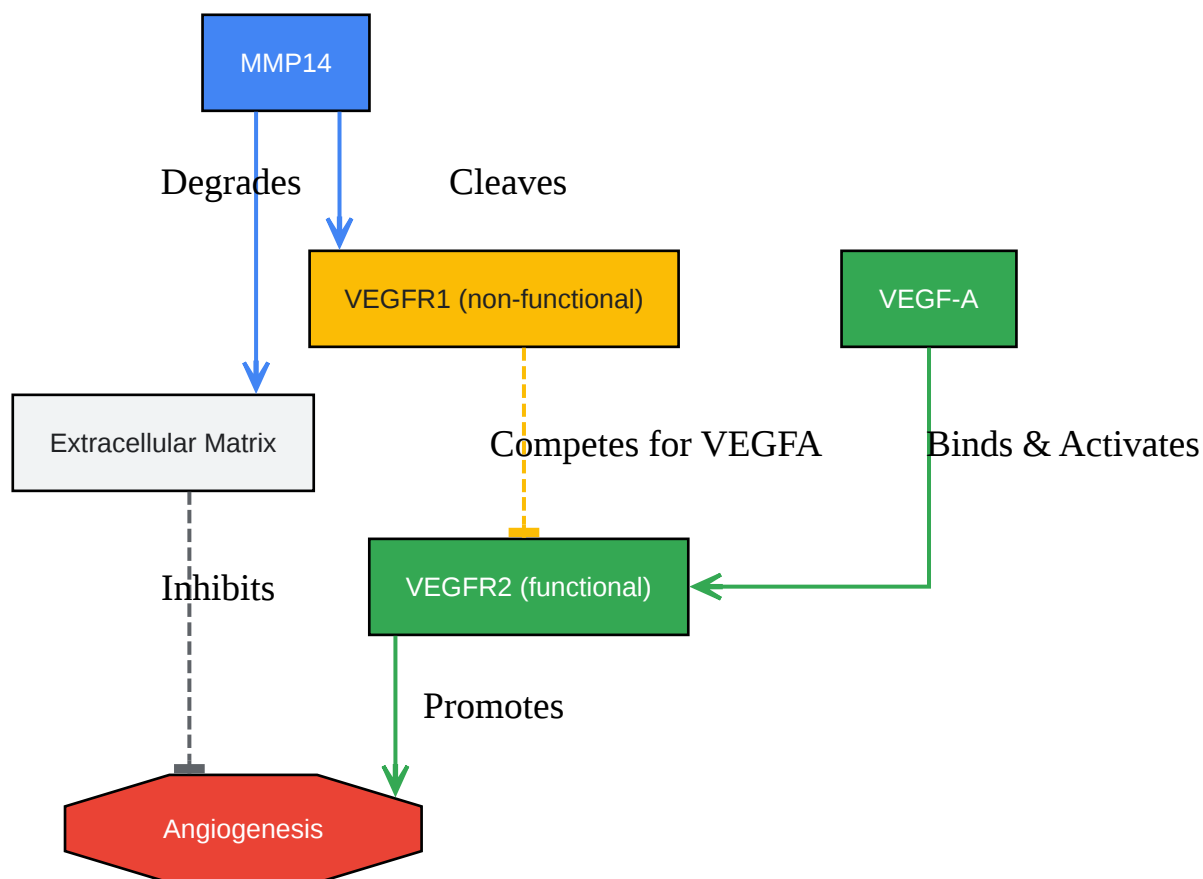 MMP14
Degrades
Cleaves
VEGFR1 (non-functional)
VEGF-A
Extracellular Matrix
Competes for VEGFA
Binds & Activates
Inhibits
VEGFR2 (functional)
Promotes
Angiogenesis